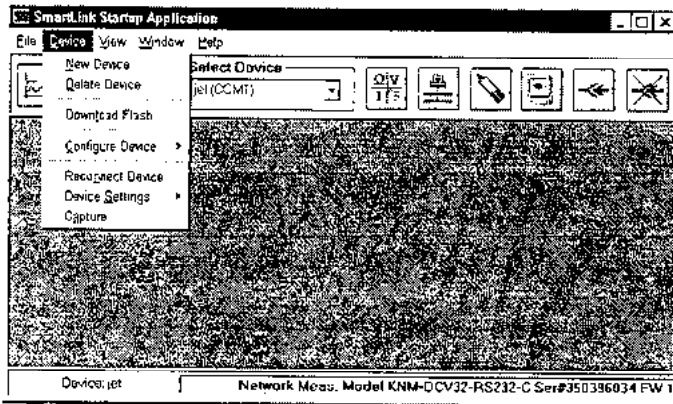 SmartLink Startup Application
File Device View Window Help
New Device
Delete Device
Download Flash
Configure Device
Reconnect Device
Device Settings
Capture
Select Device
jet (COM1)
Device: jet
Network Meas. Model KNM-DCV32-RS232-C Ser#350396034 FW 1